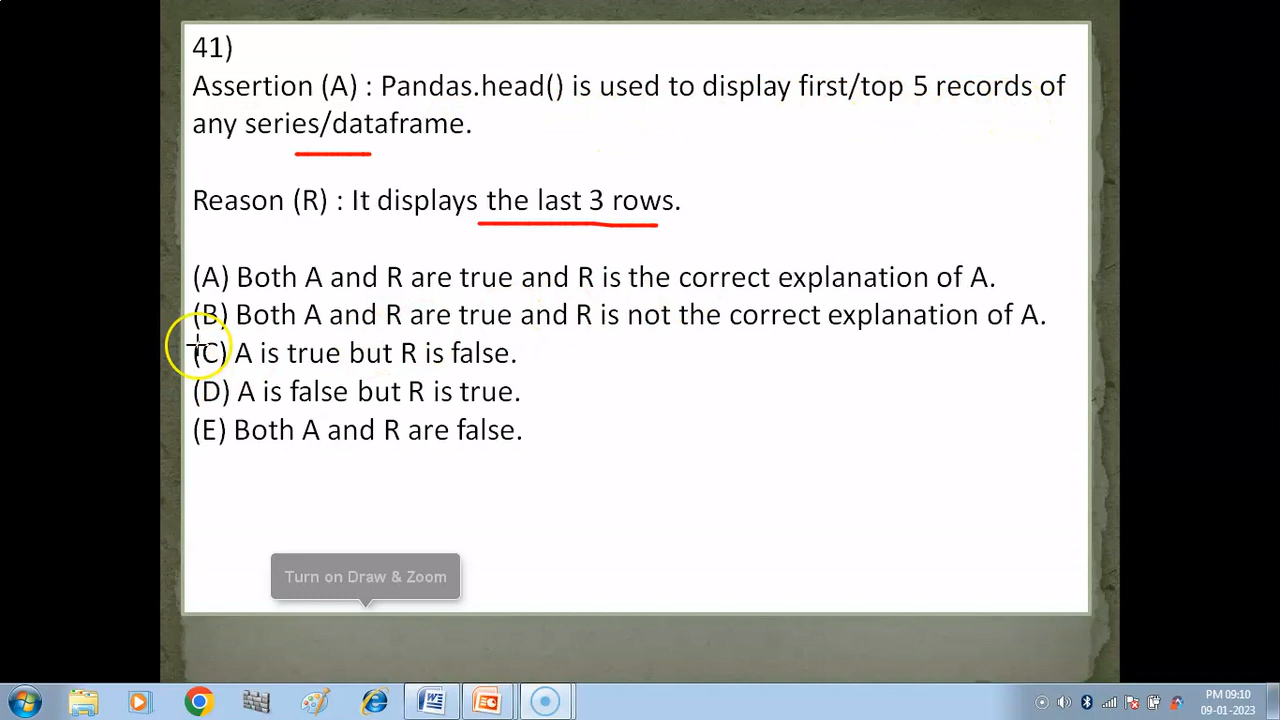 41)
Assertion (A) : Pandas.head() is used to display first/top 5 records of
any series/dataframe.
Reason (R) : It displays the last 3 rows.
(A) Both A and R are true and R is the correct explanation of A.
(B) Both A and R are true and R is not the correct explanation of A.
(C) A is true but R is false.
(D) A is false but R is true.
(E) Both A and R are false.
Turn on Draw & Zoom
PM 09:10
09-01-2023